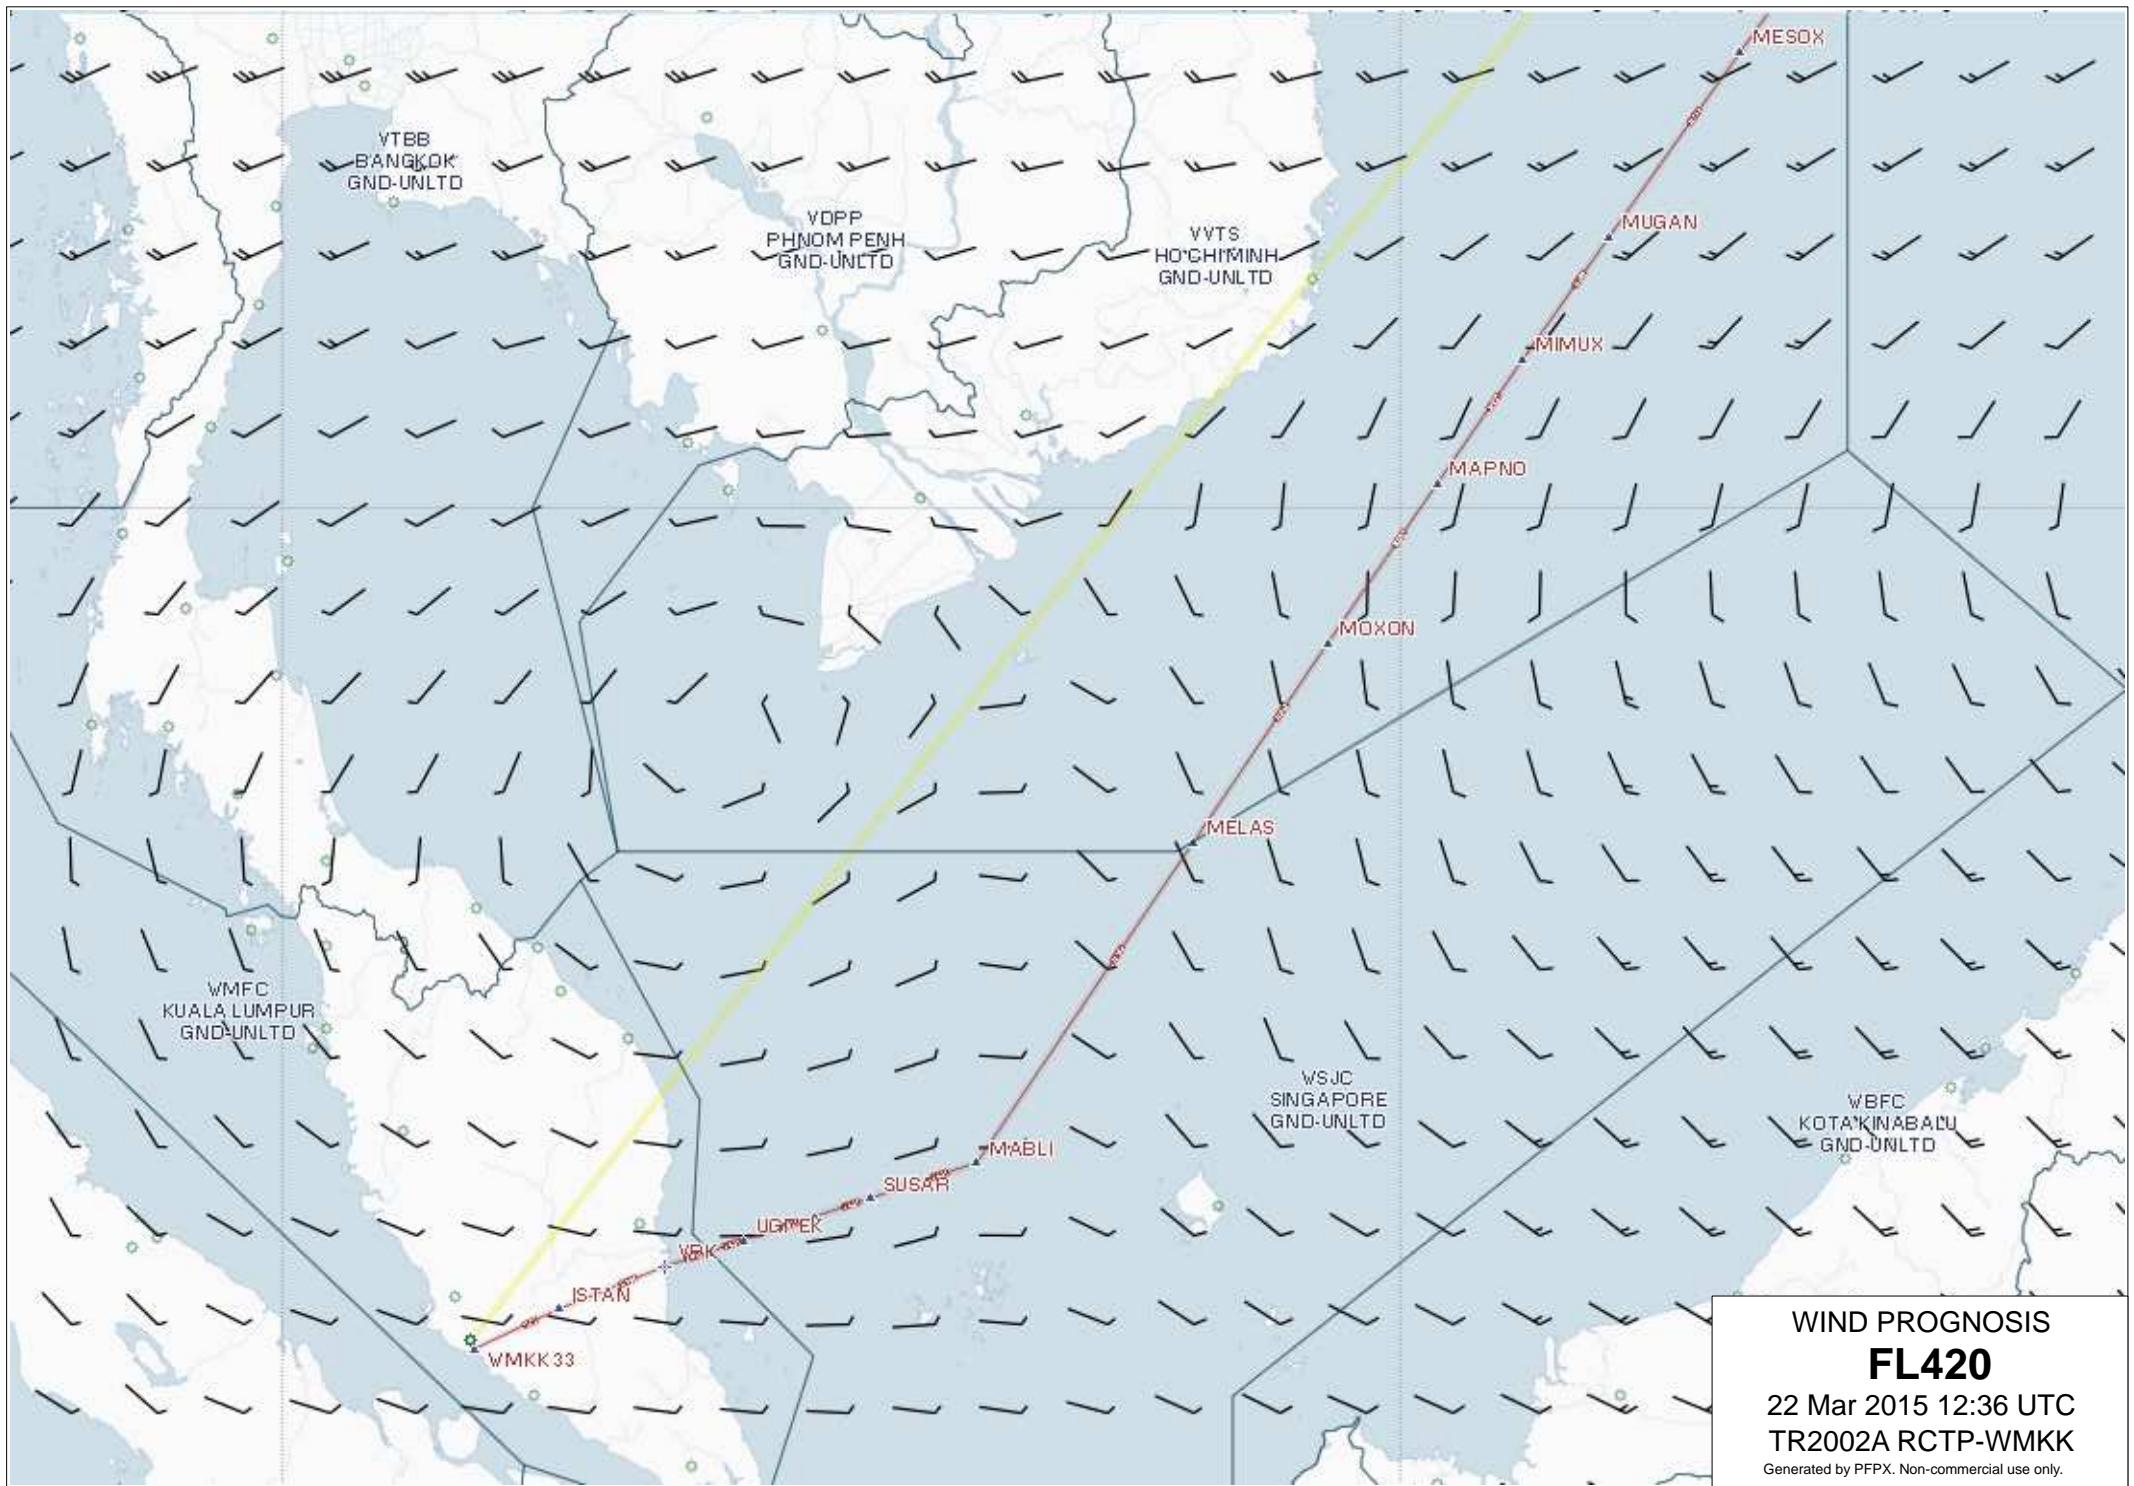 MESOX
VTBB
BANGKOK
GND-UNLTD
VDPP
PHNOM PENH
GND-UNLTD
VVTS
HO CHI MINH
GND-UNLTD
MUGAN
MIMUX
MAPNO
MOXON
MELAS
WMFC
KUALA LUMPUR
GND-UNLTD
WSJC
SINGAPORE
GND-UNLTD
WBFC
KOTA KINABALU
GND-UNLTD
MABLI
SUSAR
UGPEK
VPK
ISTAN
WMKK33
WIND PROGNOSIS
FL420
22 Mar 2015 12:36 UTC
TR2002A RCTP-WMKK
Generated by PFPX. Non-commercial use only.